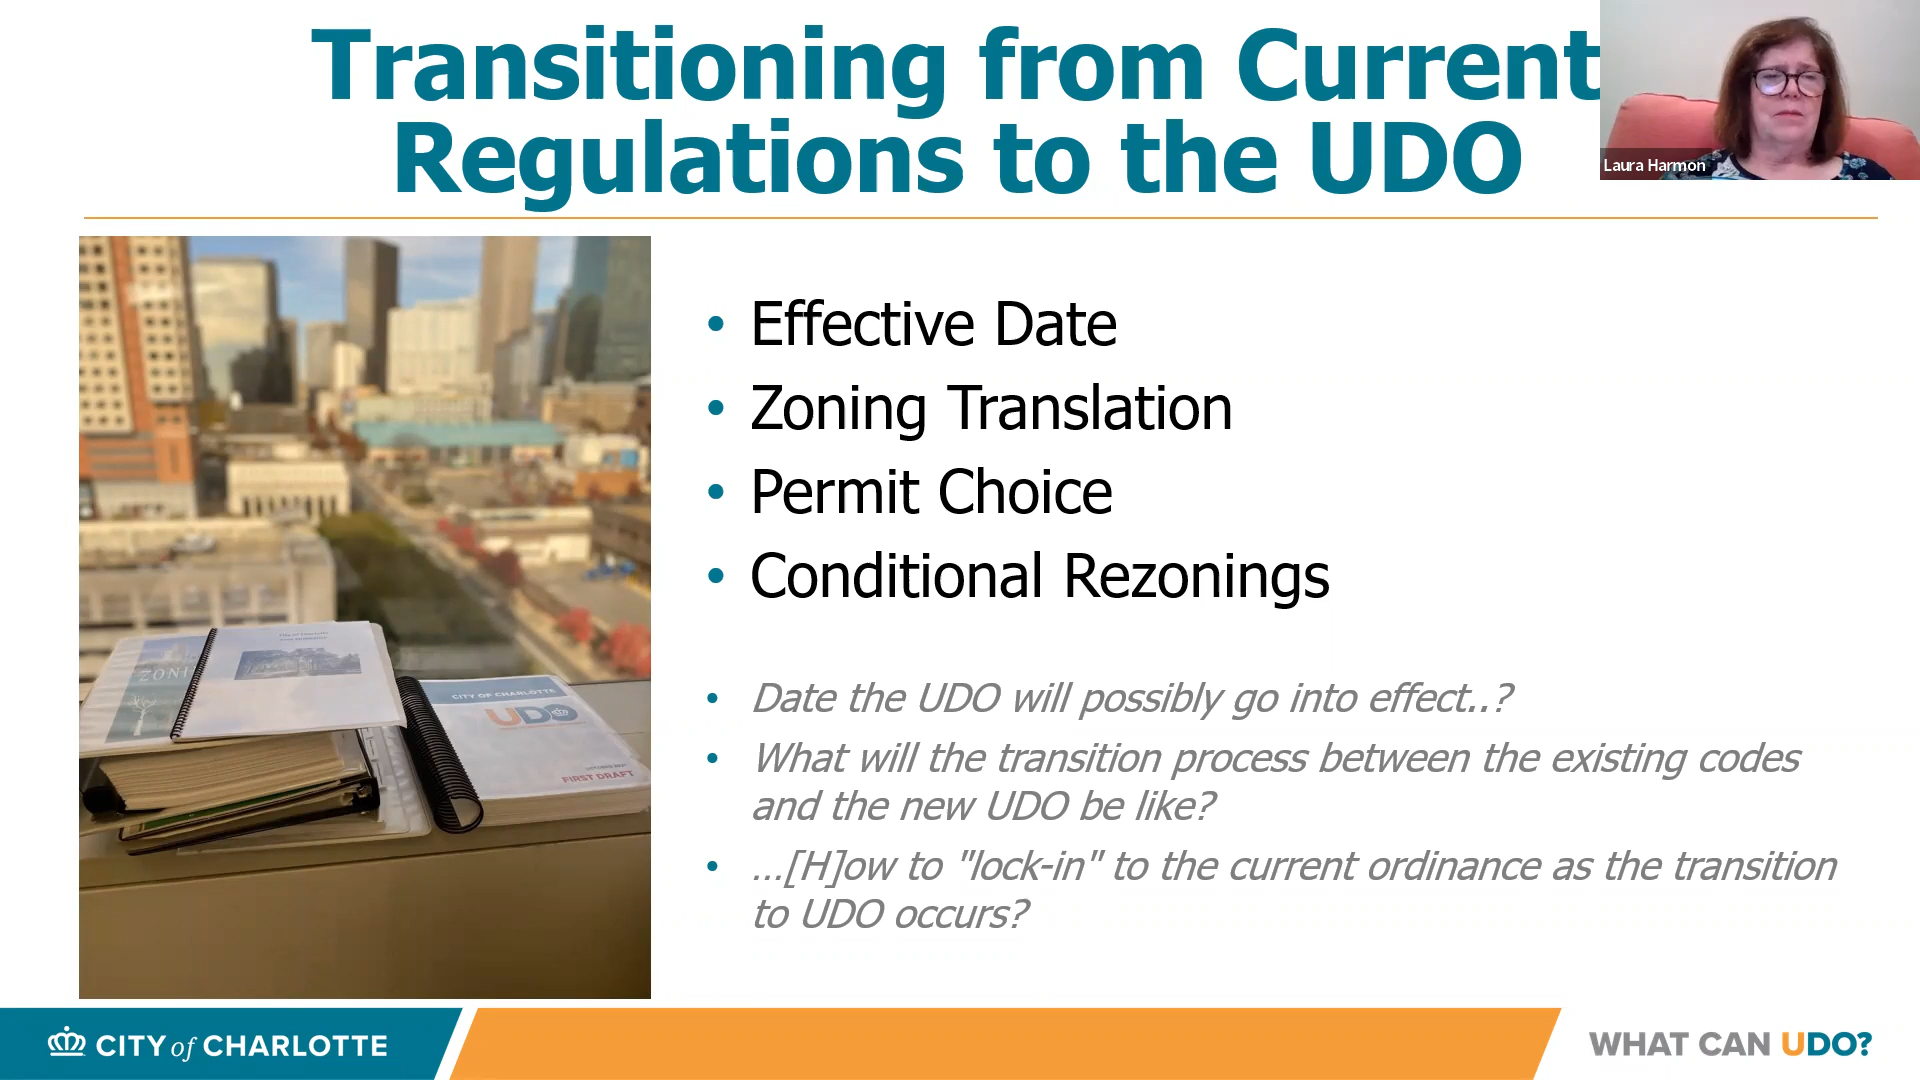 Transitioning from Current
Regulations to the UDO
Laura Harmon
• Effective Date
• Zoning Translation
• Permit Choice
• Conditional Rezonings
• Date the UDO will possibly go into effect..?
• What will the transition process between the existing codes
and the new UDO be like?
• ...[H]ow to "lock-in" to the current ordinance as the transition
to UDO occurs?
ZONI
CITY OF CHARLOTTE
UDO
FIRST DRAFT
CITY of CHARLOTTE
WHAT CAN UDO?